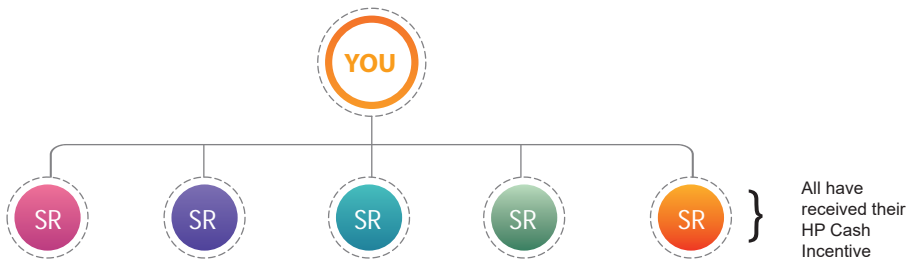 YOU
SR SR SR SR SR
All have
received their
HP Cash
Incentive